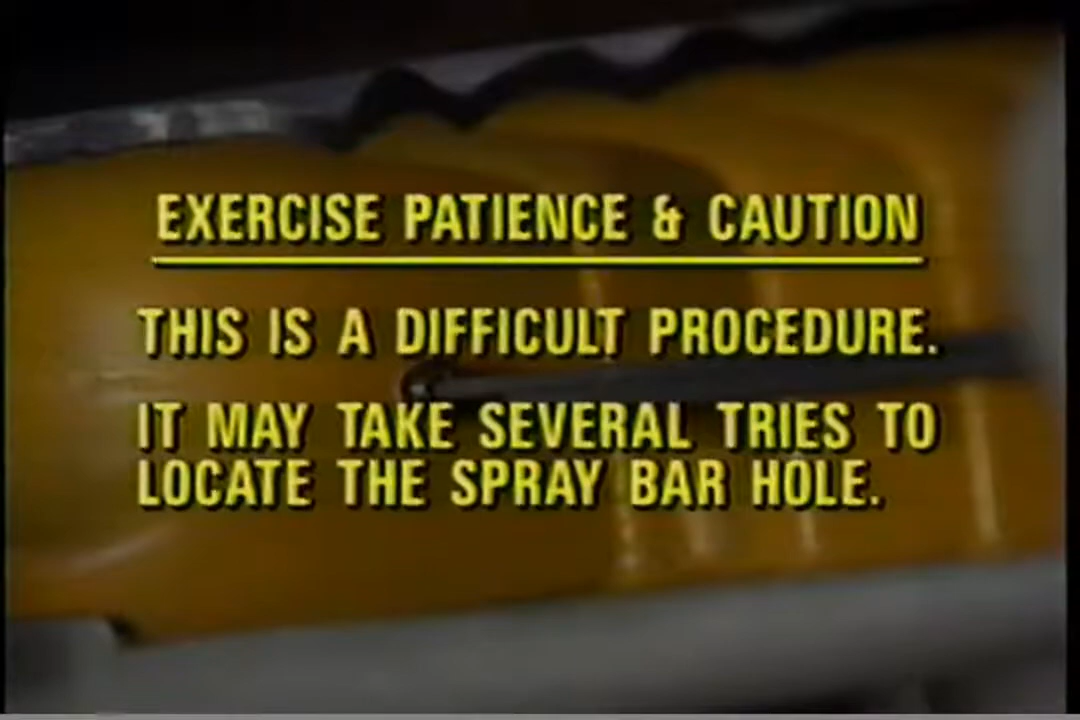 EXERCISE PATIENCE & CAUTION
THIS IS A DIFFICULT PROCEDURE.
IT MAY TAKE SEVERAL TRIES TO
LOCATE THE SPRAY BAR HOLE.